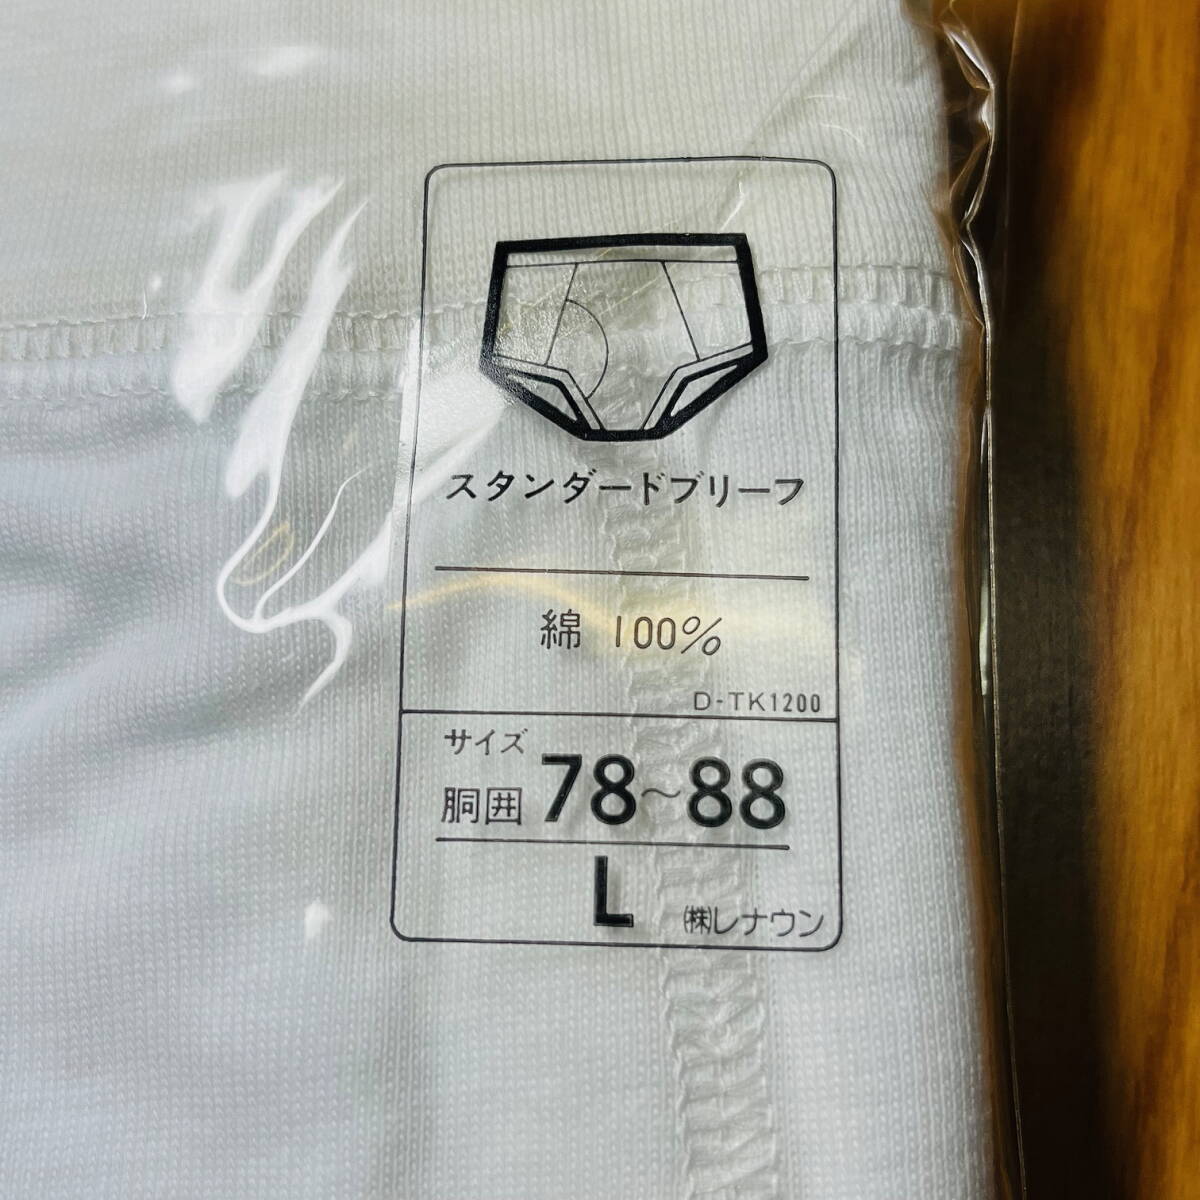 スタンダードブリーフ
綿 100%
D-TK1200
サイズ
胴囲 78~88
L ㈱レナウン